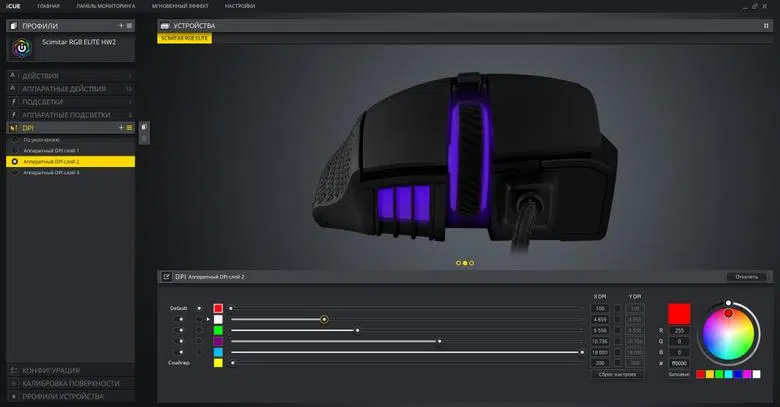 iCUE ГЛАВНАЯ ПАНЕЛЬ МОНИТОРИНГА МГНОВЕННЫЙ ЭФФЕКТ НАСТРОЙКИ
ПРОФИЛИ
Scimitar RGB ELITE HW2
ДЕЙСТВИЯ 1
АППАРАТНЫЕ ДЕЙСТВИЯ 13
ПОДСВЕТКИ 1
АППАРАТНЫЕ ПОДСВЕТКИ 3
DPI
По умолчанию
Аппаратный DPI слой 1
Аппаратный DPI слой 2
Аппаратный DPI слой 3
КОНФИГУРАЦИЯ
КАЛИБРОВКА ПОВЕРХНОСТИ
ПРОФИЛИ УСТРОЙСТВА
УСТРОЙСТВА
SCIMITAR RGB ELITE
DPI Аппаратный DPI слой 2
Откатить
X DPI Y DPI
Default 100 100
4 859 4 859
6 556 6 556
10 736 10 736
18 000 18 000
Снайпер 200 200
Сброс настроек
R 255
G 0
B 0
# ff0000
Базовые